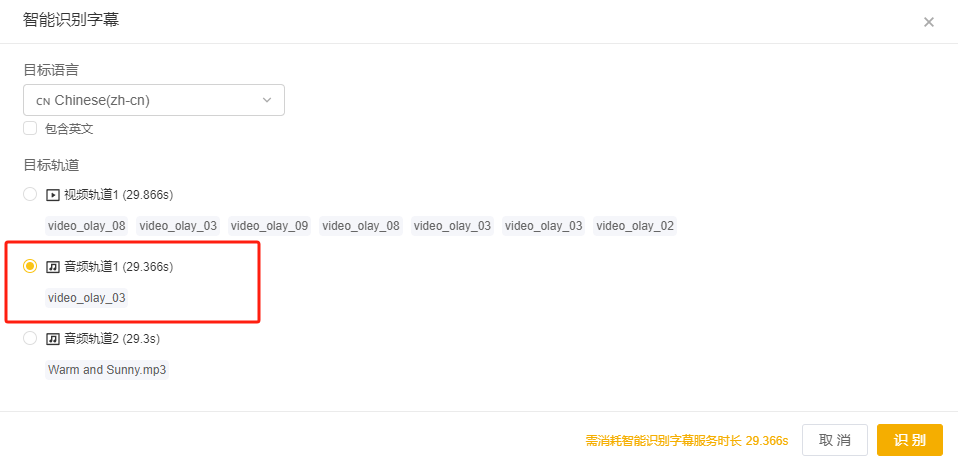 智能识别字幕
目标语言
CN Chinese(zh-cn)
包含英文
目标轨道
视频轨道1 (29.866s)
video_olay_08 video_olay_03 video_olay_09 video_olay_08 video_olay_03 video_olay_03 video_olay_02
音频轨道1 (29.366s)
video_olay_03
音频轨道2 (29.3s)
Warm and Sunny.mp3
需消耗智能识别字幕服务时长 29.366s 取 消 识 别